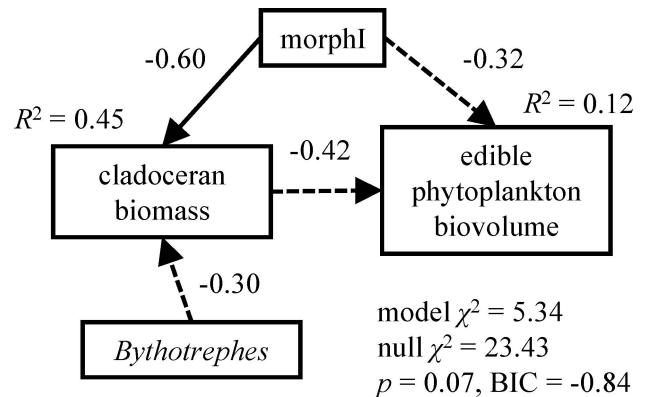 morphI
-0.60
-0.32
R² = 0.45
R² = 0.12
cladoceran
biomass
-0.42
edible
phytoplankton
biovolume
-0.30
Bythotrephes
model χ² = 5.34
null χ² = 23.43
p = 0.07, BIC = -0.84